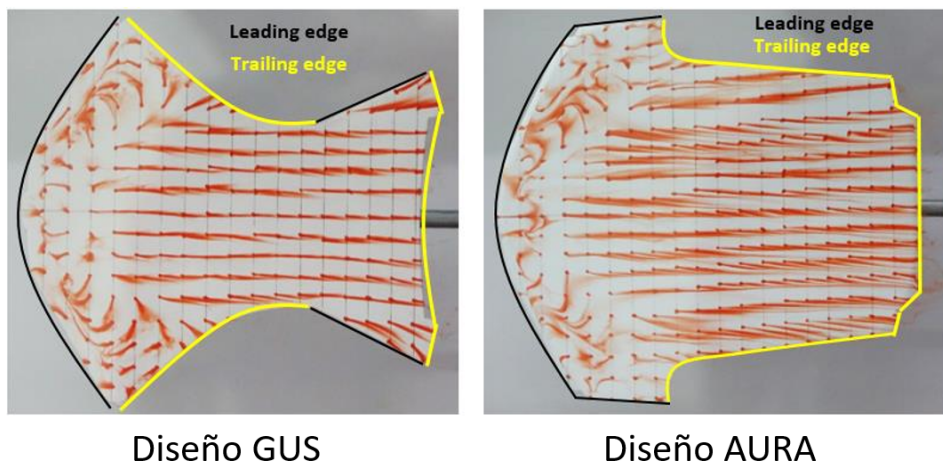 Leading edge
Trailing edge
Leading edge
Trailing edge
Diseño GUS
Diseño AURA